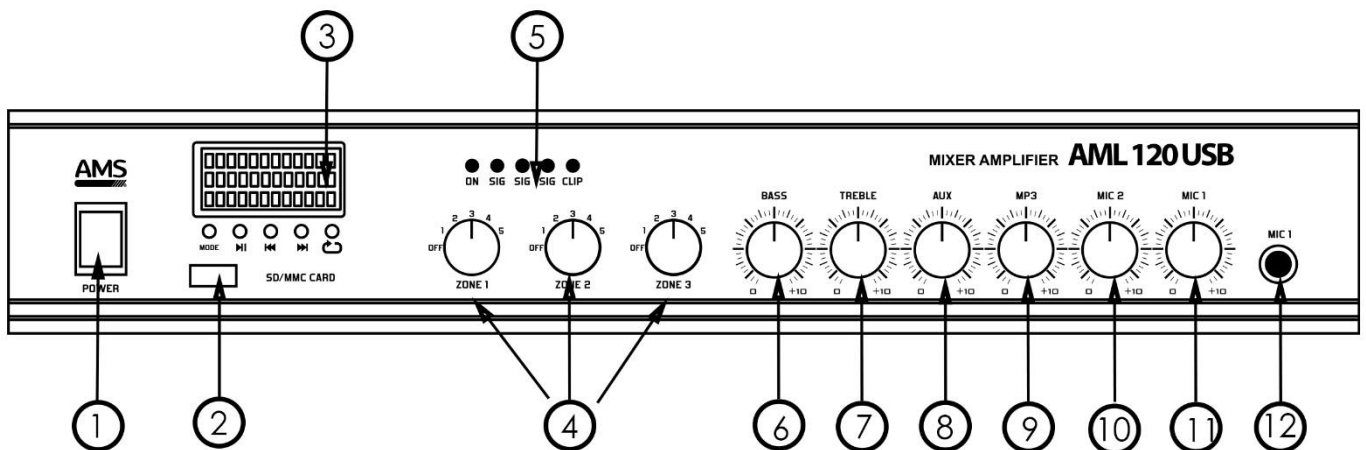 3
5
AMS
MIXER AMPLIFIER AML 120 USB
ON SIG SIG SIG CLIP
BASS TREBLE AUX MP3 MIC 2 MIC 1
OFF 1 2 3 4 5
OFF 1 2 3 4 5
OFF 1 2 3 4 5
MIC 1
MODE
SD/MMC CARD
POWER
ZONE 1 ZONE 2 ZONE 3
0 +10 0 +10 0 +10 0 +10 0 +10 0 +10
1 2 4 6 7 8 9 10 11 12